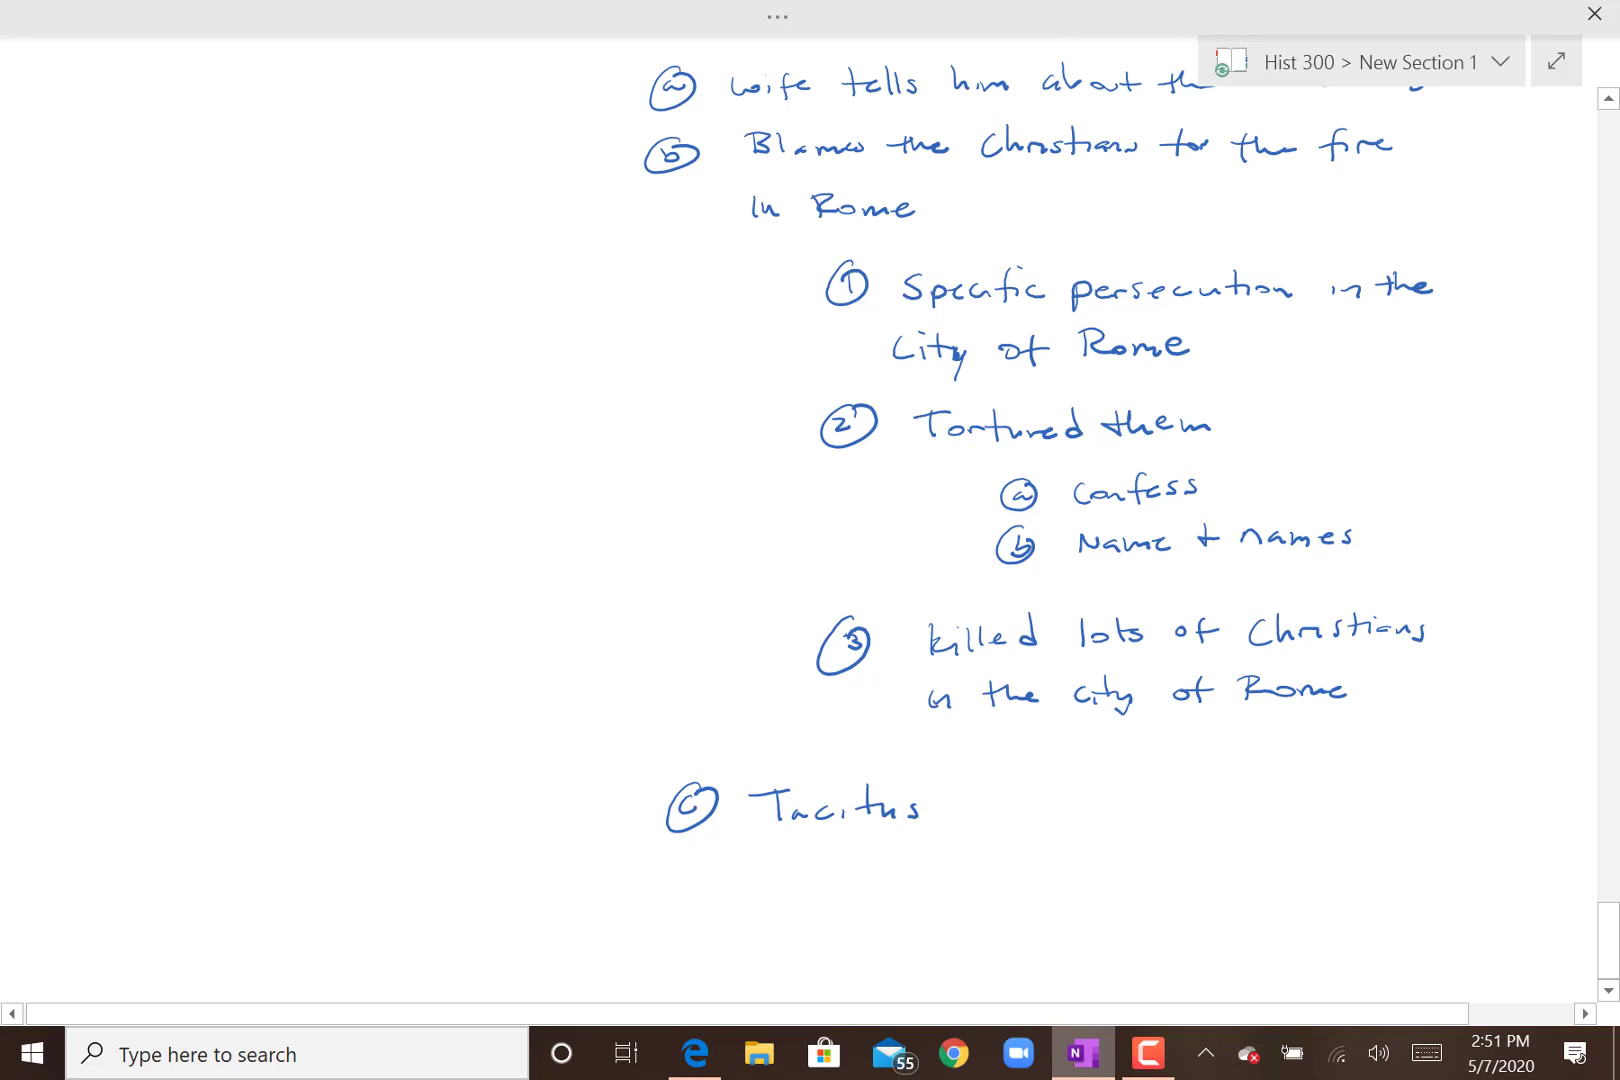 ...
Hist 300 > New Section 1
a wife tells him about the
b Blames the Christians for the fire
in Rome
1 Specific persecution in the
City of Rome
2 Tortured them
a Confess
b Name + names
3 killed lots of Christians
in the city of Rome
c Tacitus
Type here to search
55
N
C
2:51 PM
5/7/2020